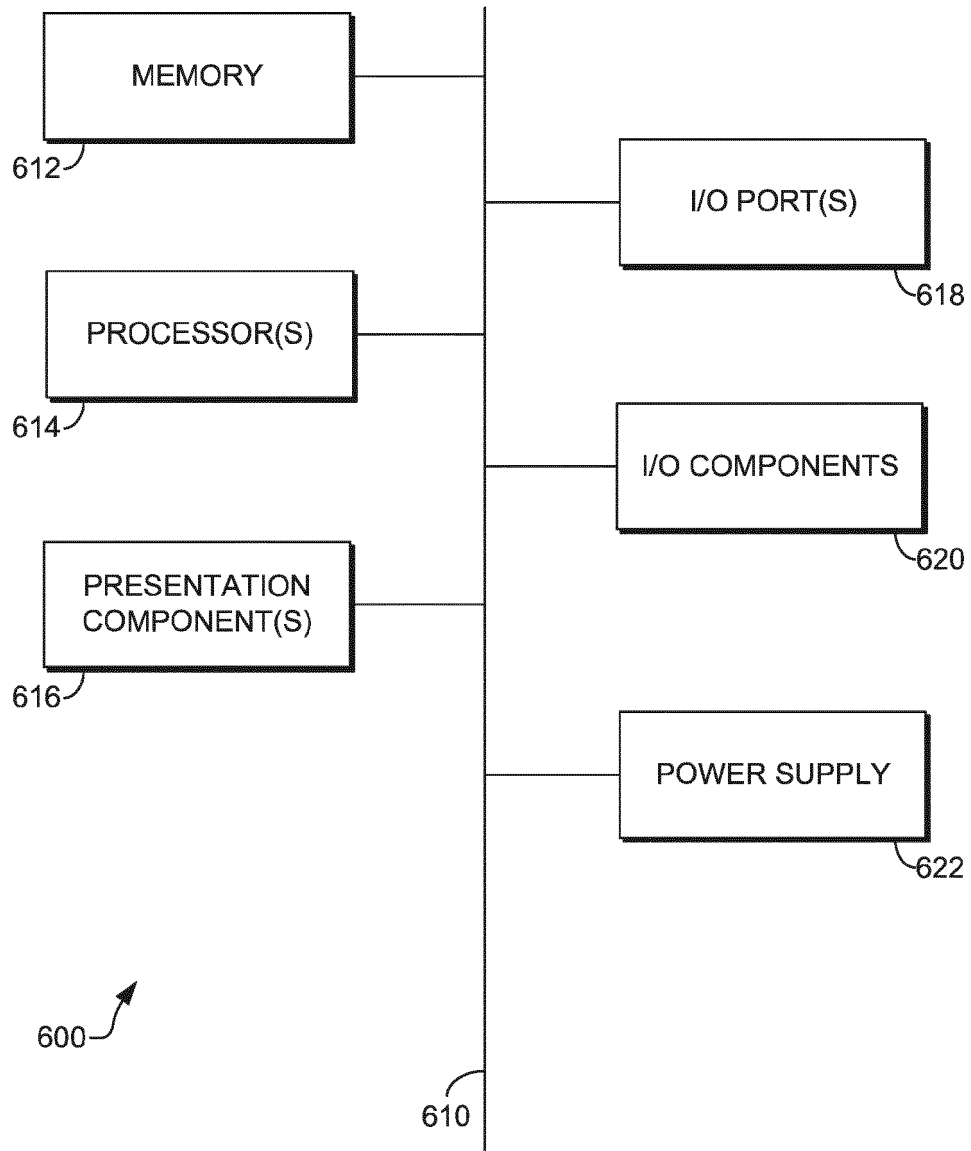 MEMORY
612
I/O PORT(S)
618
PROCESSOR(S)
614
I/O COMPONENTS
620
PRESENTATION
COMPONENT(S)
616
POWER SUPPLY
622
600
610